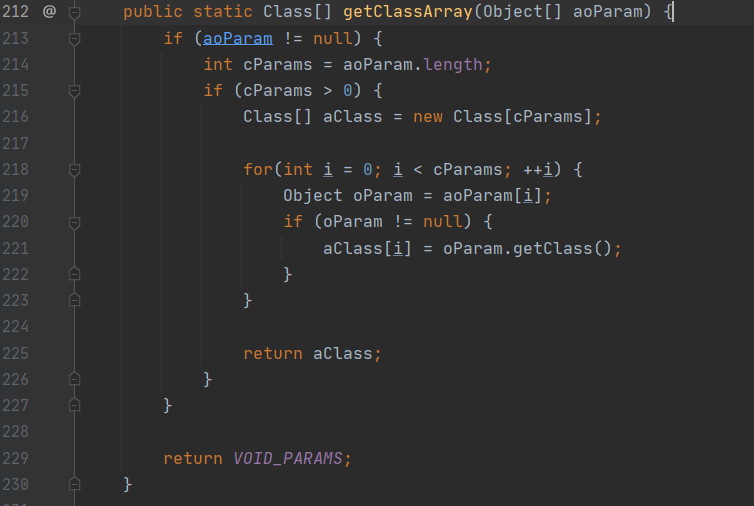 212 @ public static Class[] getClassArray(Object[] aoParam) {
213 if (aoParam != null) {
214 int cParams = aoParam.length;
215 if (cParams > 0) {
216 Class[] aClass = new Class[cParams];
217
218 for(int i = 0; i < cParams; ++i) {
219 Object oParam = aoParam[i];
220 if (oParam != null) {
221 aClass[i] = oParam.getClass();
222 }
223 }
224
225 return aClass;
226 }
227 }
228
229 return VOID_PARAMS;
230 }